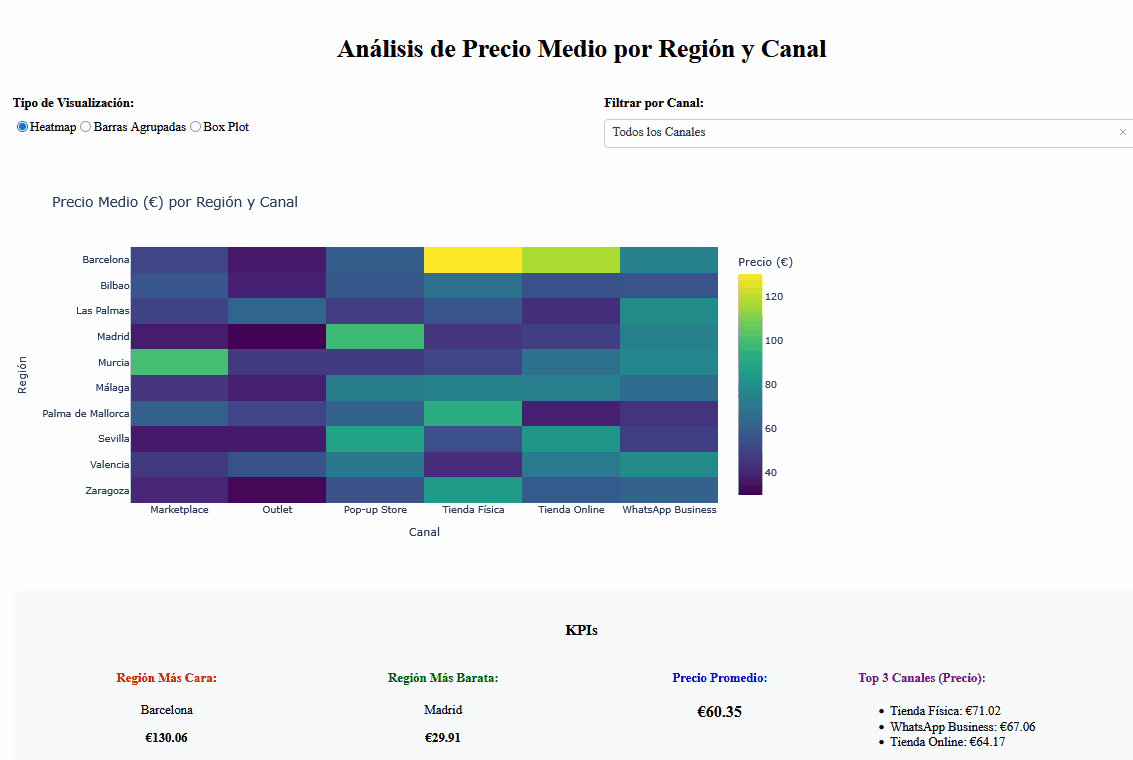 Análisis de Precio Medio por Región y Canal
Tipo de Visualización:
Filtrar por Canal:
Heatmap Barras Agrupadas Box Plot
Todos los Canales ×
Precio Medio (€) por Región y Canal
Región
Barcelona
Bilbao
Las Palmas
Madrid
Murcia
Málaga
Palma de Mallorca
Sevilla
Valencia
Zaragoza
Marketplace Outlet Pop-up Store Tienda Física Tienda Online WhatsApp Business
Canal
Precio (€)
120
100
80
60
40
KPIs
Región Más Cara:
Barcelona
€130.06
Región Más Barata:
Madrid
€29.91
Precio Promedio:
€60.35
Top 3 Canales (Precio):
• Tienda Física: €71.02
• WhatsApp Business: €67.06
• Tienda Online: €64.17